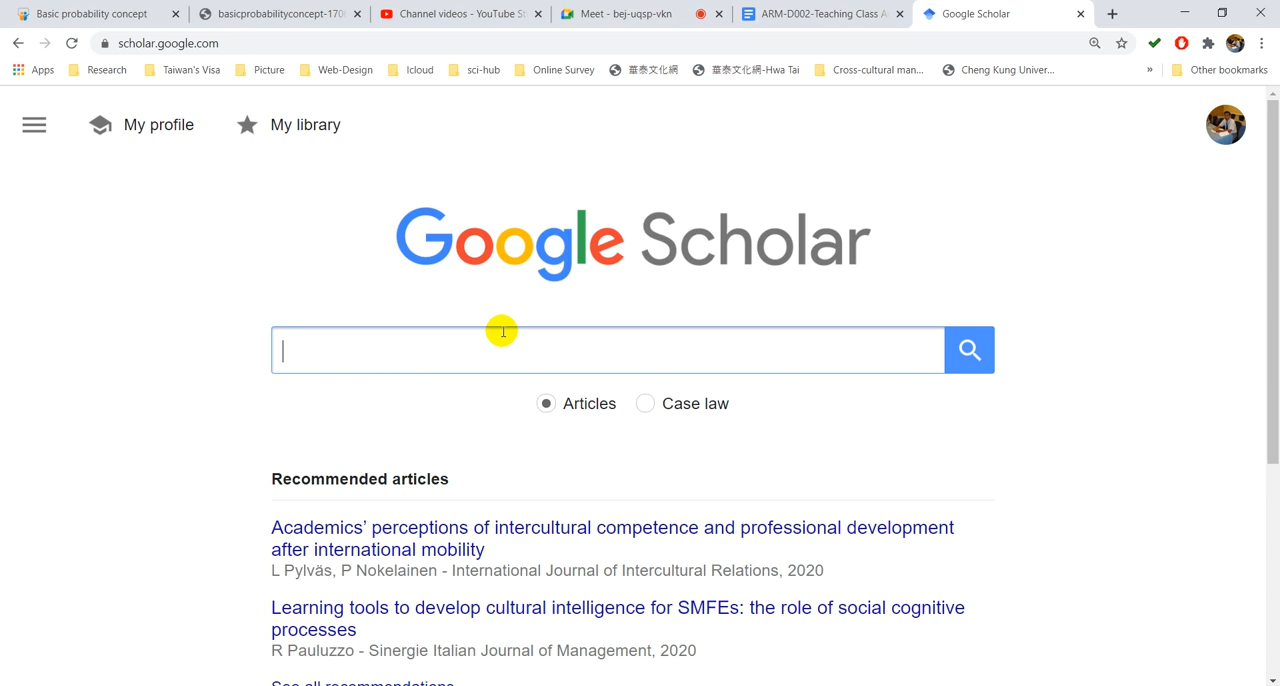 Basic probability concept
basicprobabilityconcept-170
Channel videos - YouTube St
Meet - bej-uqsp-vkn
ARM-D002-Teaching Class A
Google Scholar
scholar.google.com
Apps
Research
Taiwan's Visa
Picture
Web-Design
Icloud
sci-hub
Online Survey
華泰文化網
華泰文化網-Hwa Tai
Cross-cultural man...
Cheng Kung Univer...
»
Other bookmarks
My profile
My library
Google Scholar
Articles
Case law
Recommended articles
Academics' perceptions of intercultural competence and professional development
after international mobility
L Pylväs, P Nokelainen - International Journal of Intercultural Relations, 2020
Learning tools to develop cultural intelligence for SMFEs: the role of social cognitive
processes
R Pauluzzo - Sinergie Italian Journal of Management, 2020
See all recommendations